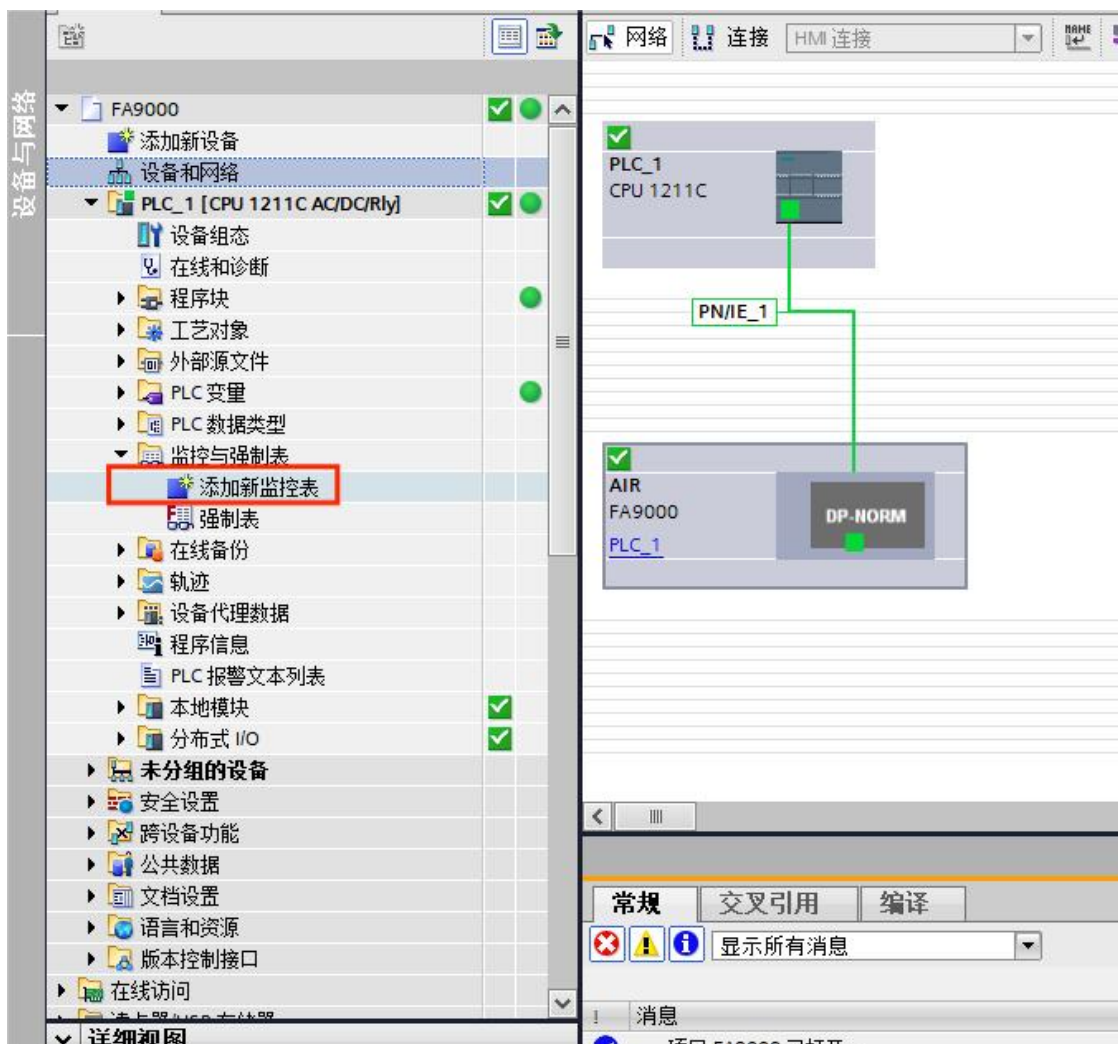 设备与网络
FA9000
添加新设备
设备和网络
PLC_1 [CPU 1211C AC/DC/Rly]
设备组态
在线和诊断
程序块
工艺对象
外部源文件
PLC 变量
PLC 数据类型
监控与强制表
添加新监控表
强制表
在线备份
轨迹
设备代理数据
程序信息
PLC 报警文本列表
本地模块
分布式 I/O
未分组的设备
安全设置
跨设备功能
公共数据
文档设置
语言和资源
版本控制接口
在线访问
详细视图
网络
连接
HMI 连接
NAME
PLC_1
CPU 1211C
PN/IE_1
AIR
FA9000
PLC_1
DP-NORM
常规
交叉引用
编译
显示所有消息
!
消息